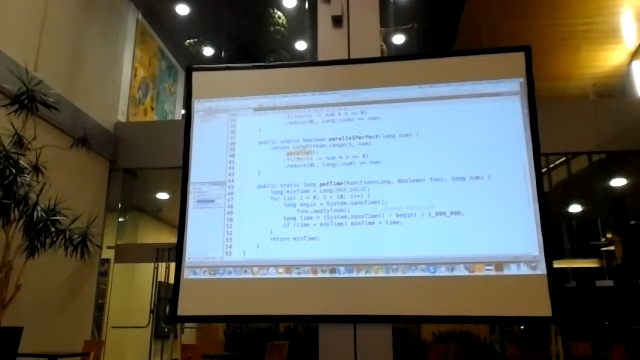 .filter(n -> num % n == 0)
.reduce(0L, Long::sum) == num;
}
public static boolean parallelPerfect(long num) {
return LongStream.range(1, num)
.parallel()
.filter(n -> num % n == 0)
.reduce(0L, Long::sum) == num;
}
public static long getTime(Function<Long, Boolean> func, long num) {
long minTime = Long.MAX_VALUE;
for (int i = 0; i < 10; i++) {
long begin = System.nanoTime();
func.apply(num);
long time = (System.nanoTime() - begin) / 1_000_000;
if (time < minTime) minTime = time;
}
return minTime;
}
}